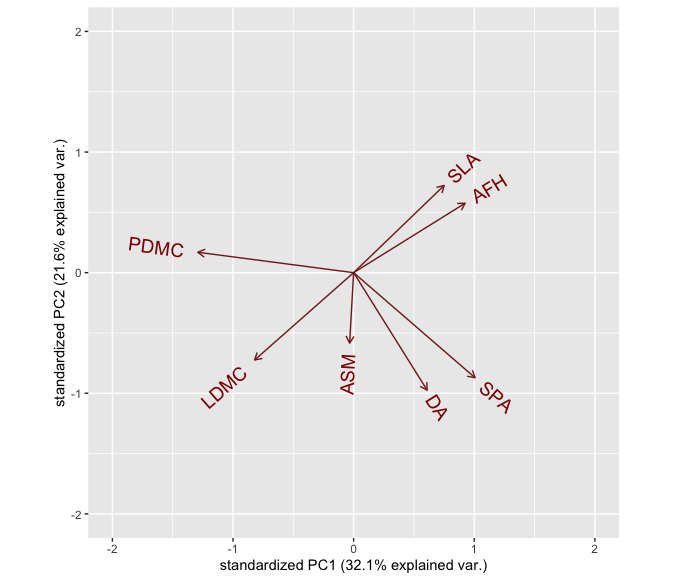 2
1
0
-1
-2
standardized PC2 (21.6% explained var.)
SLA
AFH
PDMC
LDMC
ASM
DA
SPA
-2
-1
0
1
2
standardized PC1 (32.1% explained var.)